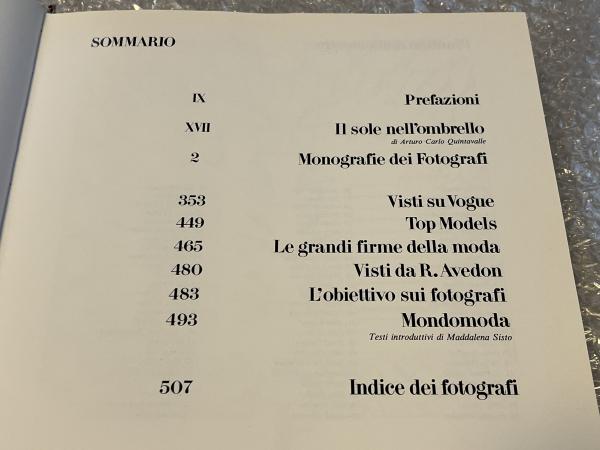 SOMMARIO
IX Prefazioni
XVII Il sole nell'ombrello
di Arturo Carlo Quintavalle
2 Monografie dei Fotografi
353 Visti su Vogue
449 Top Models
465 Le grandi firme della moda
480 Visti da R. Avedon
483 L'obiettivo sui fotografi
493 Mondomoda
Testi introduttivi di Maddalena Sisto
507 Indice dei fotografi